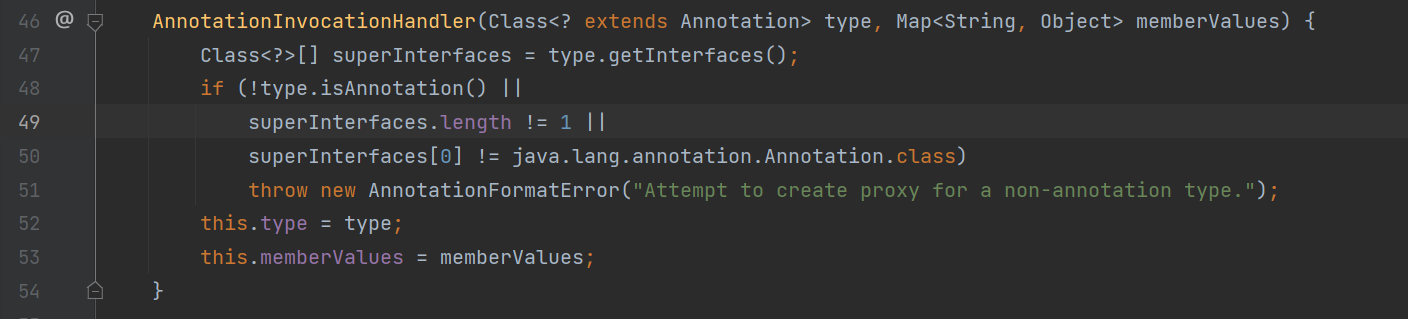 46 @ AnnotationInvocationHandler(Class<? extends Annotation> type, Map<String, Object> memberValues) {
47 Class<?>[] superInterfaces = type.getInterfaces();
48 if (!type.isAnnotation() ||
49 superInterfaces.length != 1 ||
50 superInterfaces[0] != java.lang.annotation.Annotation.class)
51 throw new AnnotationFormatError("Attempt to create proxy for a non-annotation type.");
52 this.type = type;
53 this.memberValues = memberValues;
54 }